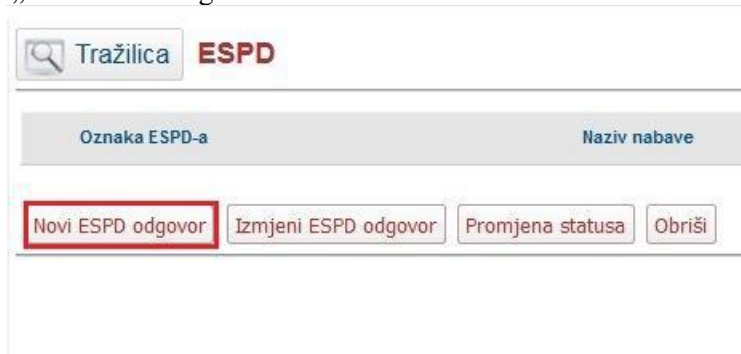 Tražilica ESPD
Oznaka ESPD-a Naziv nabave
Novi ESPD odgovor Izmjeni ESPD odgovor Promjena statusa Obriši